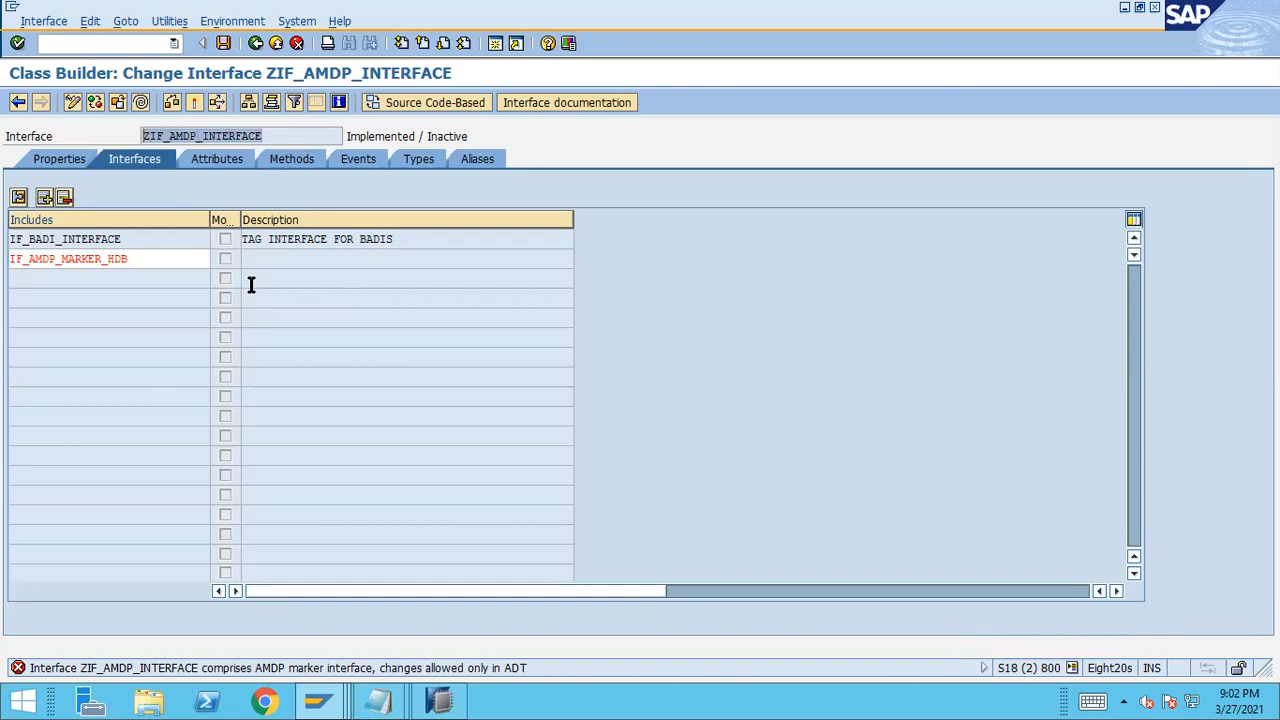 Interface Edit Goto Utilities Environment System Help
SAP
Class Builder: Change Interface ZIF_AMDP_INTERFACE
Source Code-Based Interface documentation
Interface ZIF_AMDP_INTERFACE Implemented / Inactive
Properties Interfaces Attributes Methods Events Types Aliases
Includes Mo... Description
IF_BADI_INTERFACE TAG INTERFACE FOR BADIS
IF_AMDP_MARKER_HDB
Interface ZIF_AMDP_INTERFACE comprises AMDP marker interface, changes allowed only in ADT S18 (2) 800 Eight20s INS
9:02 PM
3/27/2021